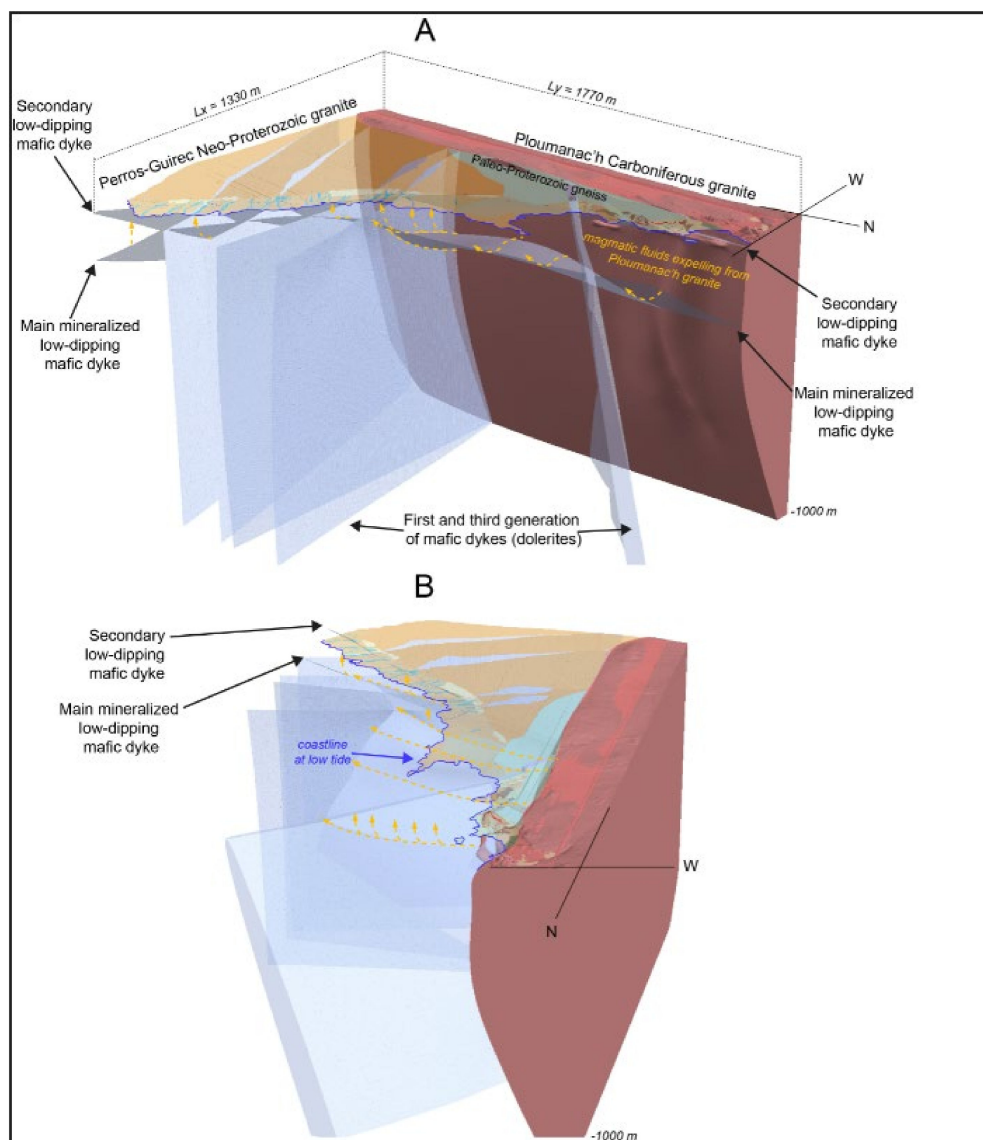 A
Lx = 1330 m
Ly = 1770 m
Secondary
low-dipping
mafic dyke
Perros-Guirec Neo-Proterozoic granite
Ploumanac'h Carboniferous granite
Paleo-Proterozoic gneiss
W
N
magmatic fluids expelling from
Ploumanac'h granite
Main mineralized
low-dipping
mafic dyke
Secondary
low-dipping
mafic dyke
Main mineralized
low-dipping
mafic dyke
-1000 m
First and third generation
of mafic dykes (dolerites)
B
Secondary
low-dipping
mafic dyke
Main mineralized
low-dipping
mafic dyke
coastline
at low tide
W
N
-1000 m